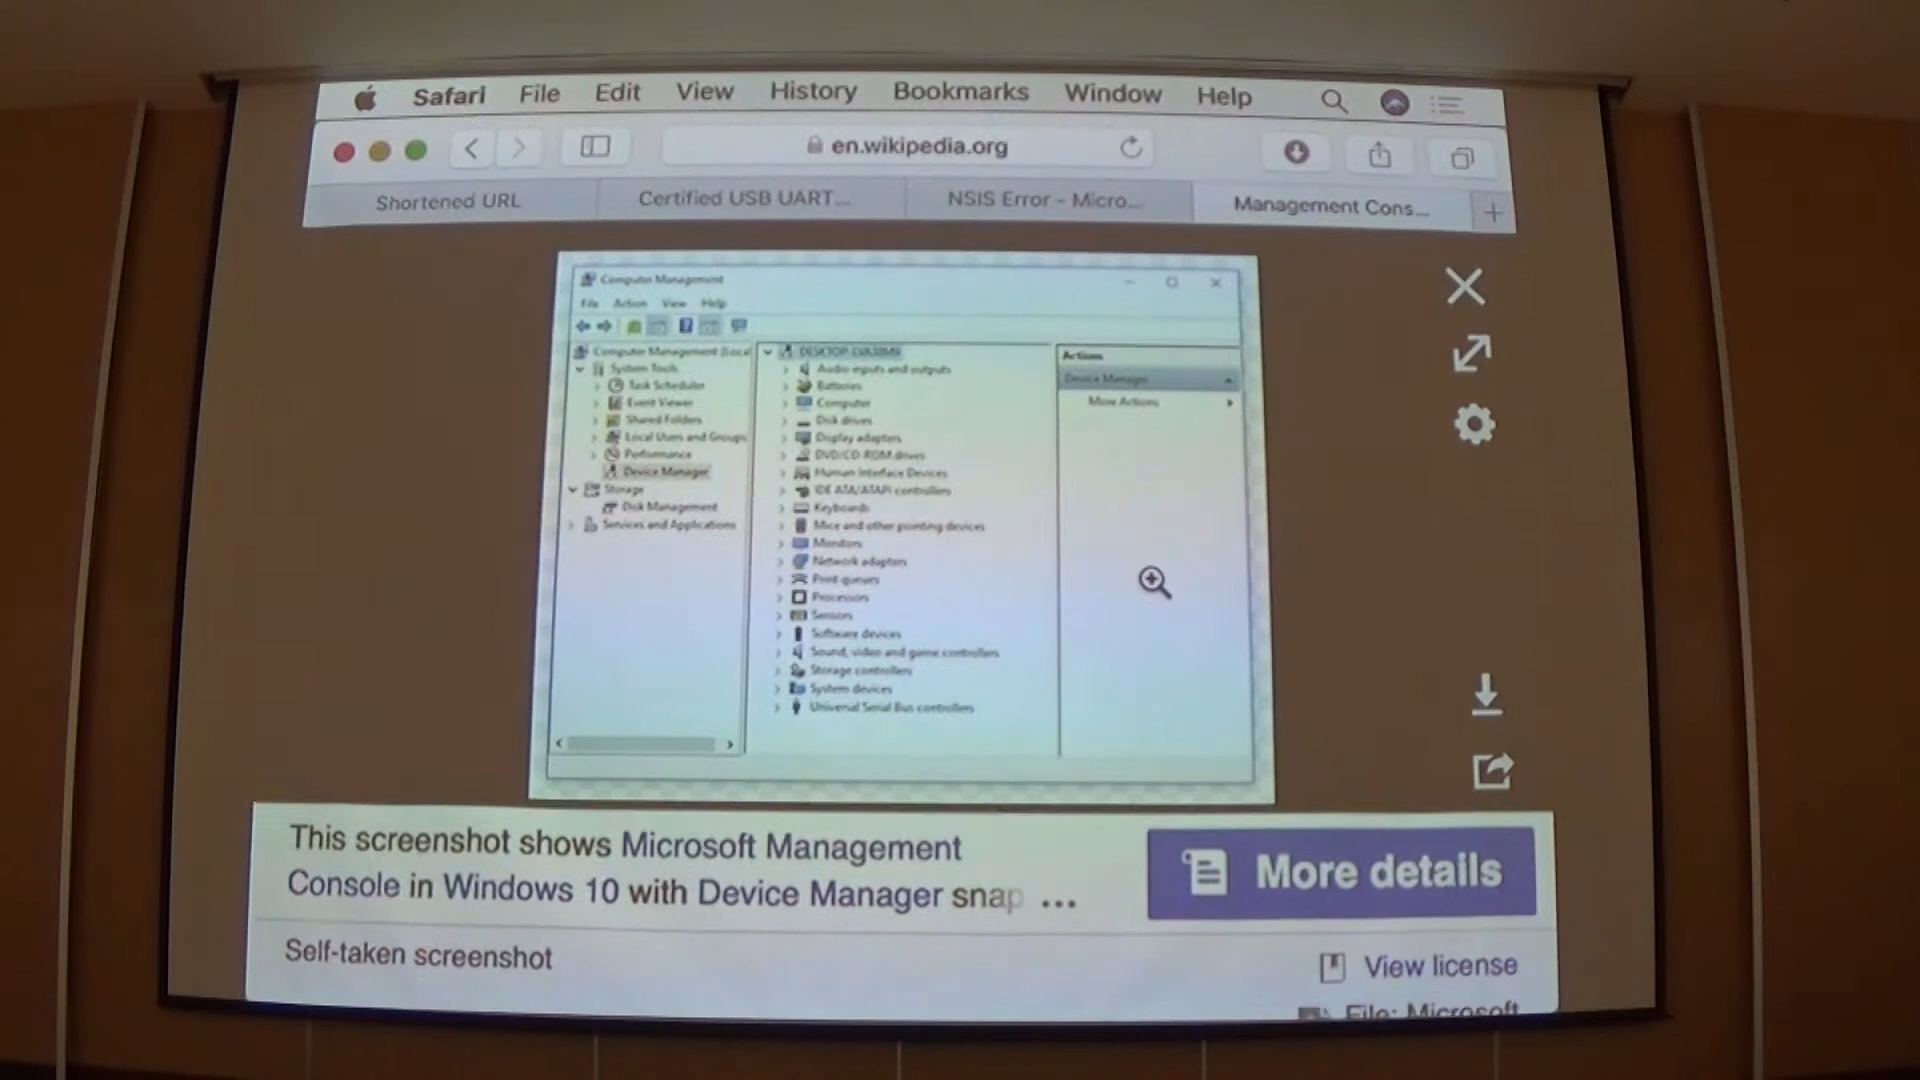 Safari File Edit View History Bookmarks Window Help
en.wikipedia.org
Shortened URL Certified USB UART... NSIS Error - Micro... Management Cons...
Computer Management
File Action View Help
Computer Management (Local
System Tools
Task Scheduler
Event Viewer
Shared Folders
Local Users and Groups
Performance
Device Manager
Storage
Disk Management
Services and Applications
Audio inputs and outputs
Batteries
Computer
Disk drives
Display adapters
DVD/CD-ROM drives
Human Interface Devices
IDE ATA/ATAPI controllers
Keyboards
Mice and other pointing devices
Monitors
Network adapters
Print queues
Processors
Sensors
Software devices
Sound, video and game controllers
Storage controllers
System devices
Universal Serial Bus controllers
Actions
Device Manager
More Actions
This screenshot shows Microsoft Management
Console in Windows 10 with Device Manager snap ...
More details
Self-taken screenshot
View license
File: Microsoft